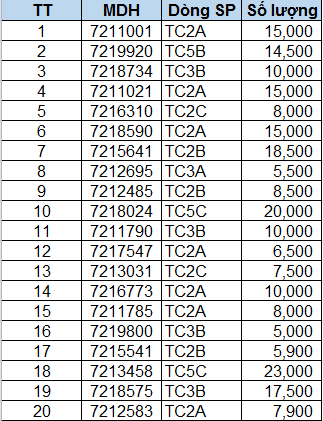 TT MDH Dòng SP Số lượng
1 7211001 TC2A 15,000
2 7219920 TC5B 14,500
3 7218734 TC3B 10,000
4 7211021 TC2A 15,000
5 7216310 TC2C 8,000
6 7218590 TC2A 15,000
7 7215641 TC2B 18,500
8 7212695 TC3A 5,500
9 7212485 TC2B 8,500
10 7218024 TC5C 20,000
11 7211790 TC3B 10,000
12 7217547 TC2A 6,500
13 7213031 TC2C 7,500
14 7216773 TC2A 10,000
15 7211785 TC2A 8,000
16 7219800 TC3B 5,000
17 7215541 TC2B 5,900
18 7213458 TC5C 23,000
19 7218575 TC3B 17,500
20 7212583 TC2A 7,900